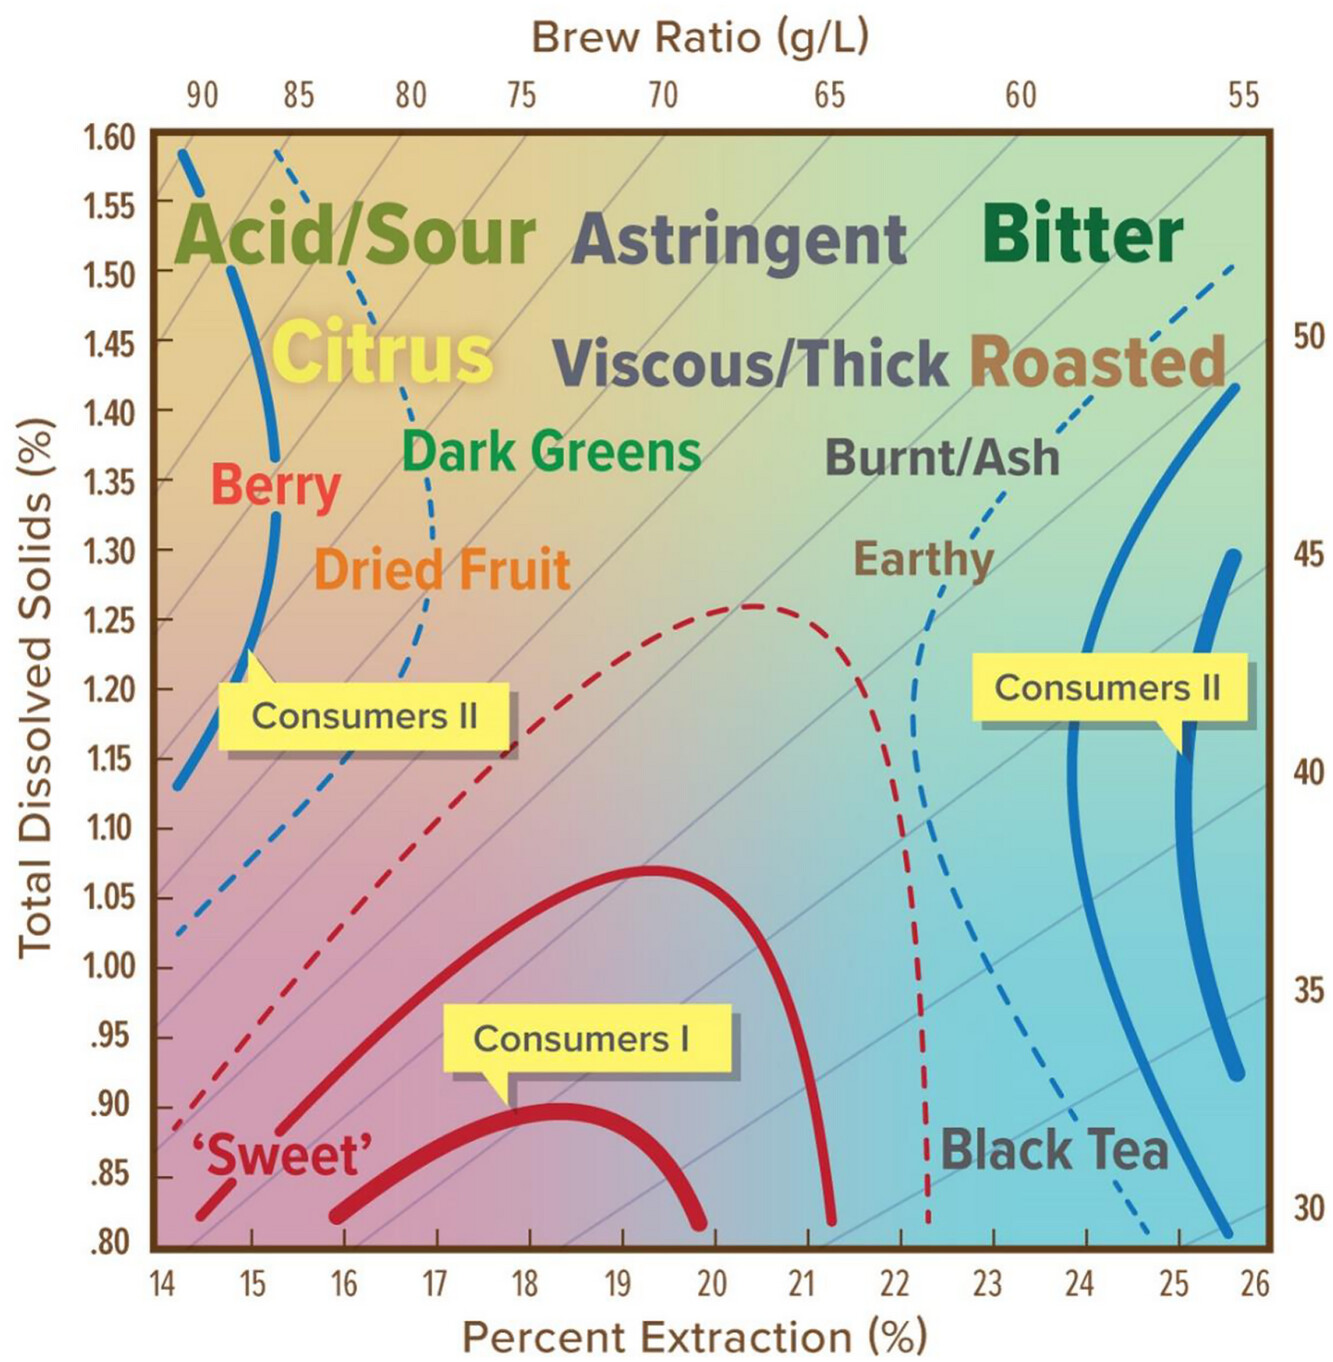 Brew Ratio (g/L)
90 85 80 75 70 65 60 55
1.60
1.55
Acid/Sour Astringent Bitter
1.50
Citrus
1.45 50
Viscous/Thick Roasted
1.40
Dark Greens Burnt/Ash
1.35
Berry
1.30 45
Dried Fruit Earthy
1.25
1.20
Consumers II Consumers II
1.15 40
1.10
1.05
1.00
35
.95
Consumers I
.90
'Sweet' Black Tea
.85
30
.80
Total Dissolved Solids (%)
14 15 16 17 18 19 20 21 22 23 24 25 26
Percent Extraction (%)